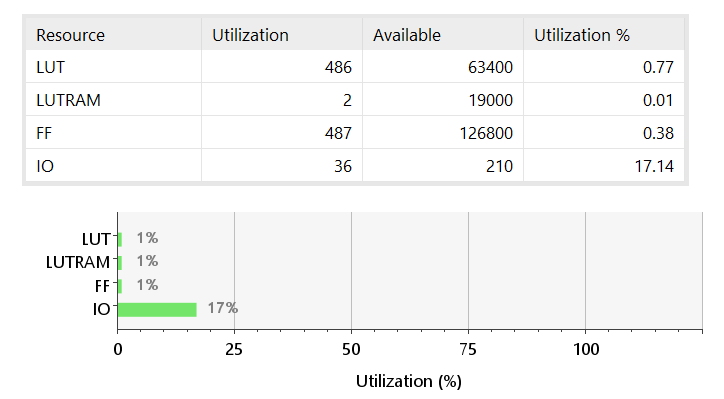 Resource Utilization Available Utilization %
LUT 486 63400 0.77
LUTRAM 2 19000 0.01
FF 487 126800 0.38
IO 36 210 17.14
LUT 1%
LUTRAM 1%
FF 1%
IO 17%
0 25 50 75 100
Utilization (%)